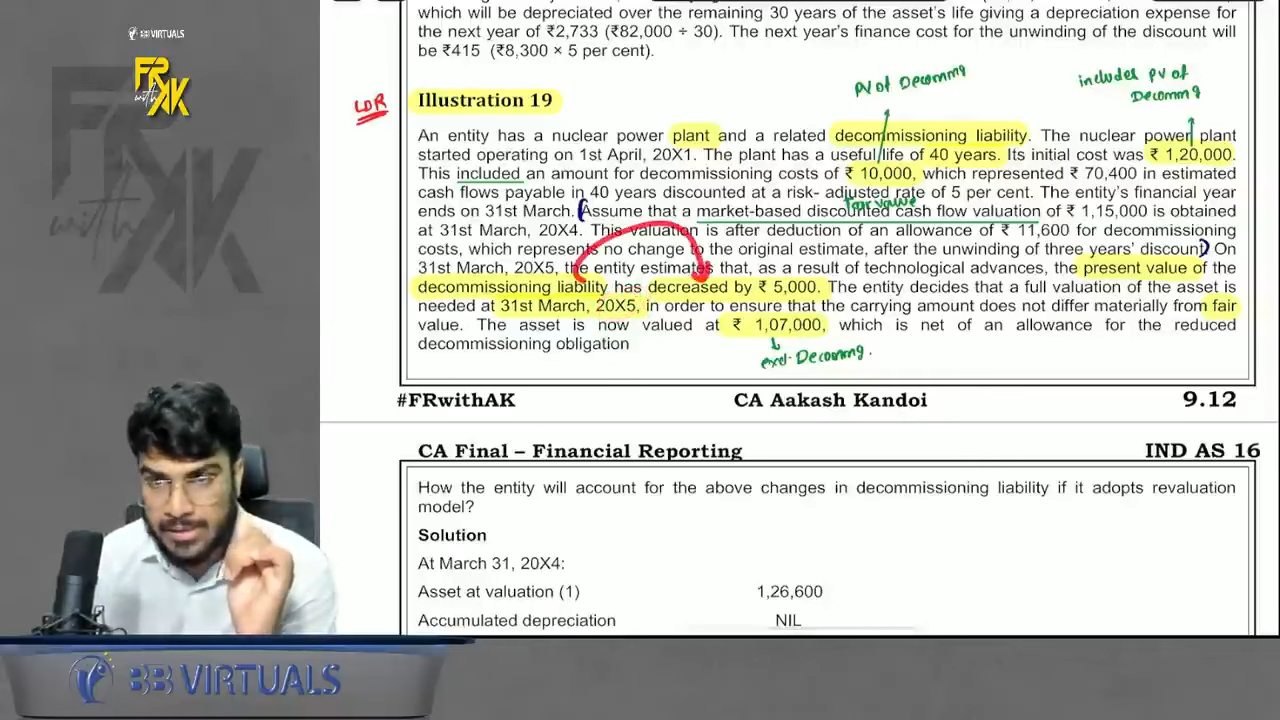 BB VIRTUALS
FR
with
AK
which will be depreciated over the remaining 30 years of the asset's life giving a depreciation expense for
the next year of ₹2,733 (₹82,000 ÷ 30). The next year's finance cost for the unwinding of the discount will
be ₹415 (₹8,300 × 5 per cent).
PV of Decommng
includes PV of
Decommng
LDR
Illustration 19
An entity has a nuclear power plant and a related decommissioning liability. The nuclear power plant
started operating on 1st April, 20X1. The plant has a useful life of 40 years. Its initial cost was ₹ 1,20,000.
This included an amount for decommissioning costs of ₹ 10,000, which represented ₹ 70,400 in estimated
cash flows payable in 40 years discounted at a risk- adjusted rate of 5 per cent. The entity's financial year
fair value
ends on 31st March. Assume that a market-based discounted cash flow valuation of ₹ 1,15,000 is obtained
at 31st March, 20X4. This valuation is after deduction of an allowance of ₹ 11,600 for decommissioning
costs, which represents no change to the original estimate, after the unwinding of three years' discount. On
31st March, 20X5, the entity estimates that, as a result of technological advances, the present value of the
decommissioning liability has decreased by ₹ 5,000. The entity decides that a full valuation of the asset is
needed at 31st March, 20X5, in order to ensure that the carrying amount does not differ materially from fair
value. The asset is now valued at ₹ 1,07,000, which is net of an allowance for the reduced
decommissioning obligation
excl. Decommng.
#FRwithAK CA Aakash Kandoi 9.12
CA Final – Financial Reporting IND AS 16
How the entity will account for the above changes in decommissioning liability if it adopts revaluation
model?
Solution
At March 31, 20X4:
Asset at valuation (1) 1,26,600
Accumulated depreciation NIL
BB VIRTUALS